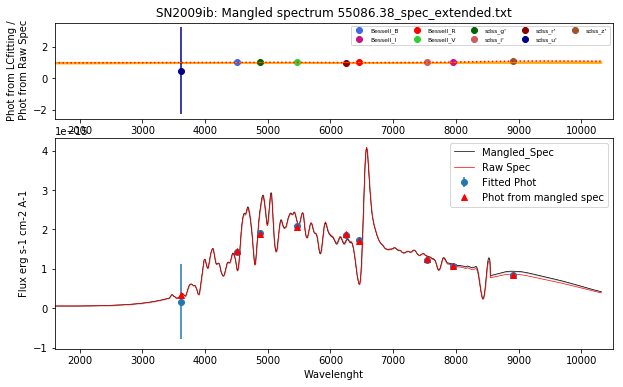 SN2009ib: Mangled spectrum 55086.38_spec_extended.txt
Phot from LCfitting /
Phot from Raw Spec
2
0
−2
Bessell_B
Bessell_I
Bessell_R
Bessell_V
sdss_g'
sdss_i'
sdss_r'
sdss_u'
sdss_z'
2000 3000 4000 5000 6000 7000 8000 9000 10000
Flux erg s-1 cm-2 A-1
4
3
2
1
0
−1
Mangled_Spec
Raw Spec
Fitted Phot
Phot from mangled spec
2000 3000 4000 5000 6000 7000 8000 9000 10000
Wavelenght